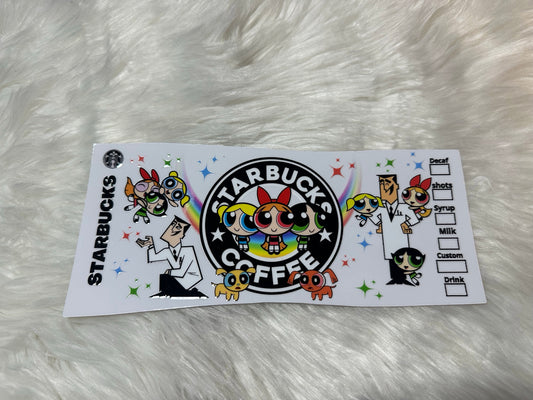 STARBUCKS
STARBUCKS
COFFEE
Decaf
shots
Syrup
Milk
Custom
Drink